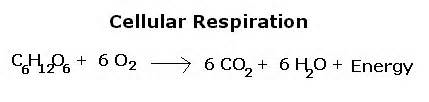 Cellular Respiration
C₆H₁₂O₆ + 6 O₂ → 6 CO₂ + 6 H₂O + Energy